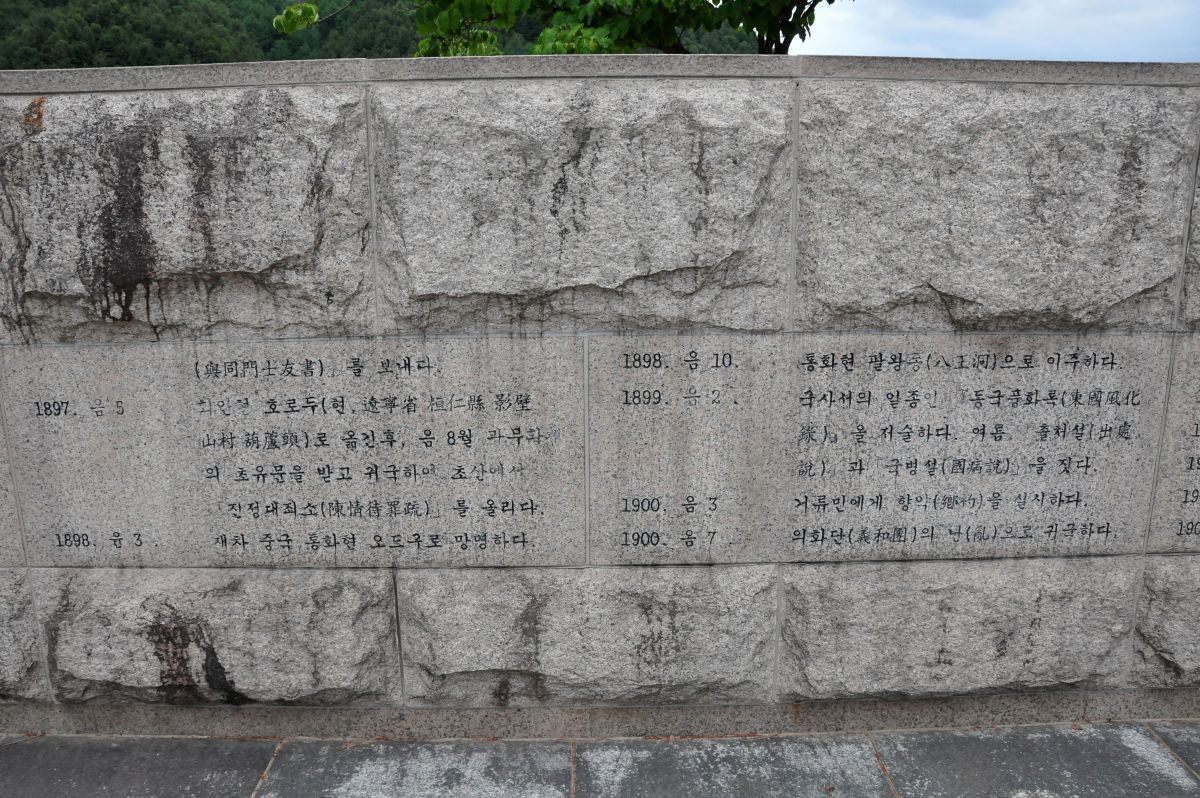 (與同門士友書)』를 보내다.
1897. 음 5 회인현 호로두(현, 遼寧省 桓仁縣 影壁
山村 葫蘆頭)로 옮긴후, 음 8월 고무화
의 초유문을 받고 귀국하여 초산에서
「진정대죄소(陳情待罪疏)」를 올리다.
1898. 윤 3 재차 중국 통화현 오도구로 망명하다.
1898. 음 10. 통화현 팔왕동(八王洞)으로 이주하다.
1899. 음 2. 국사서의 일종인 『동국풍화록(東國風化
錄)』을 저술하다. 여름 「출처설(出處
說)」과 「국병설(國病說)」을 짓다.
1900. 음 3 거류민에게 향약(鄕約)을 실시하다.
1900. 음 7. 의화단(義和團)의 난(亂)으로 귀국하다.